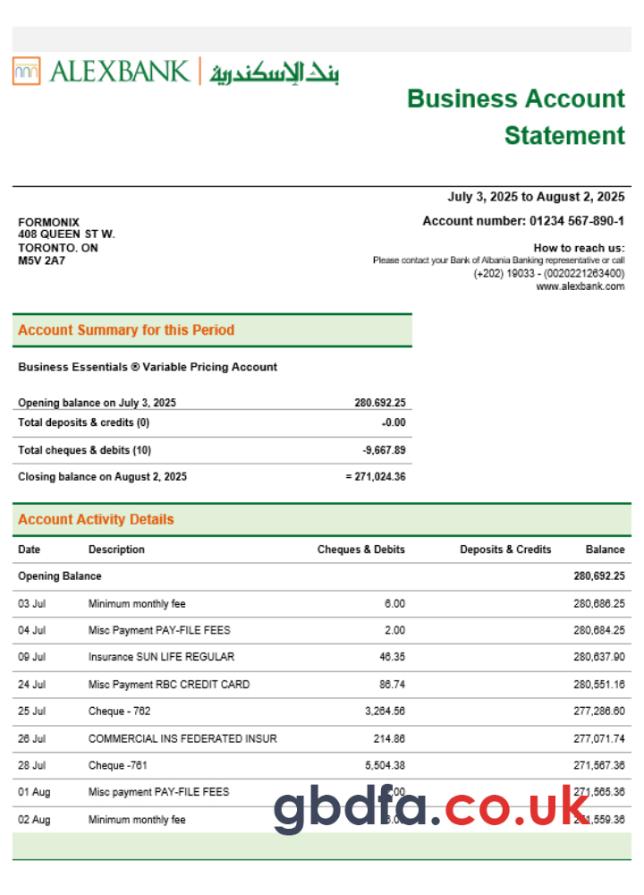 ALEXBANK | بنك الإسكندرية
Business Account
Statement
July 3, 2025 to August 2, 2025
Account number: 01234 567-890-1
FORMONIX
408 QUEEN ST W.
TORONTO. ON
M5V 2A7
How to reach us:
Please contact your Bank of Albania Banking representative or call
(+202) 19033 - (0020221263400)
www.alexbank.com
Account Summary for this Period
Business Essentials ® Variable Pricing Account
Opening balance on July 3, 2025 280.692.25
Total deposits & credits (0) -0.00
Total cheques & debits (10) -9,667.89
Closing balance on August 2, 2025 = 271,024.36
Account Activity Details
Date Description Cheques & Debits Deposits & Credits Balance
Opening Balance 280,692.25
03 Jul Minimum monthly fee 6.00 280,686.25
04 Jul Misc Payment PAY-FILE FEES 2.00 280,684.25
09 Jul Insurance SUN LIFE REGULAR 46.35 280,637.90
24 Jul Misc Payment RBC CREDIT CARD 86.74 280,551.16
25 Jul Cheque - 762 3,264.56 277,286.60
26 Jul COMMERCIAL INS FEDERATED INSUR 214.86 277,071.74
28 Jul Cheque -761 5,504.38 271,567.36
01 Aug Misc payment PAY-FILE FEES 271,565.36
02 Aug Minimum monthly fee
gbdfa.co.uk